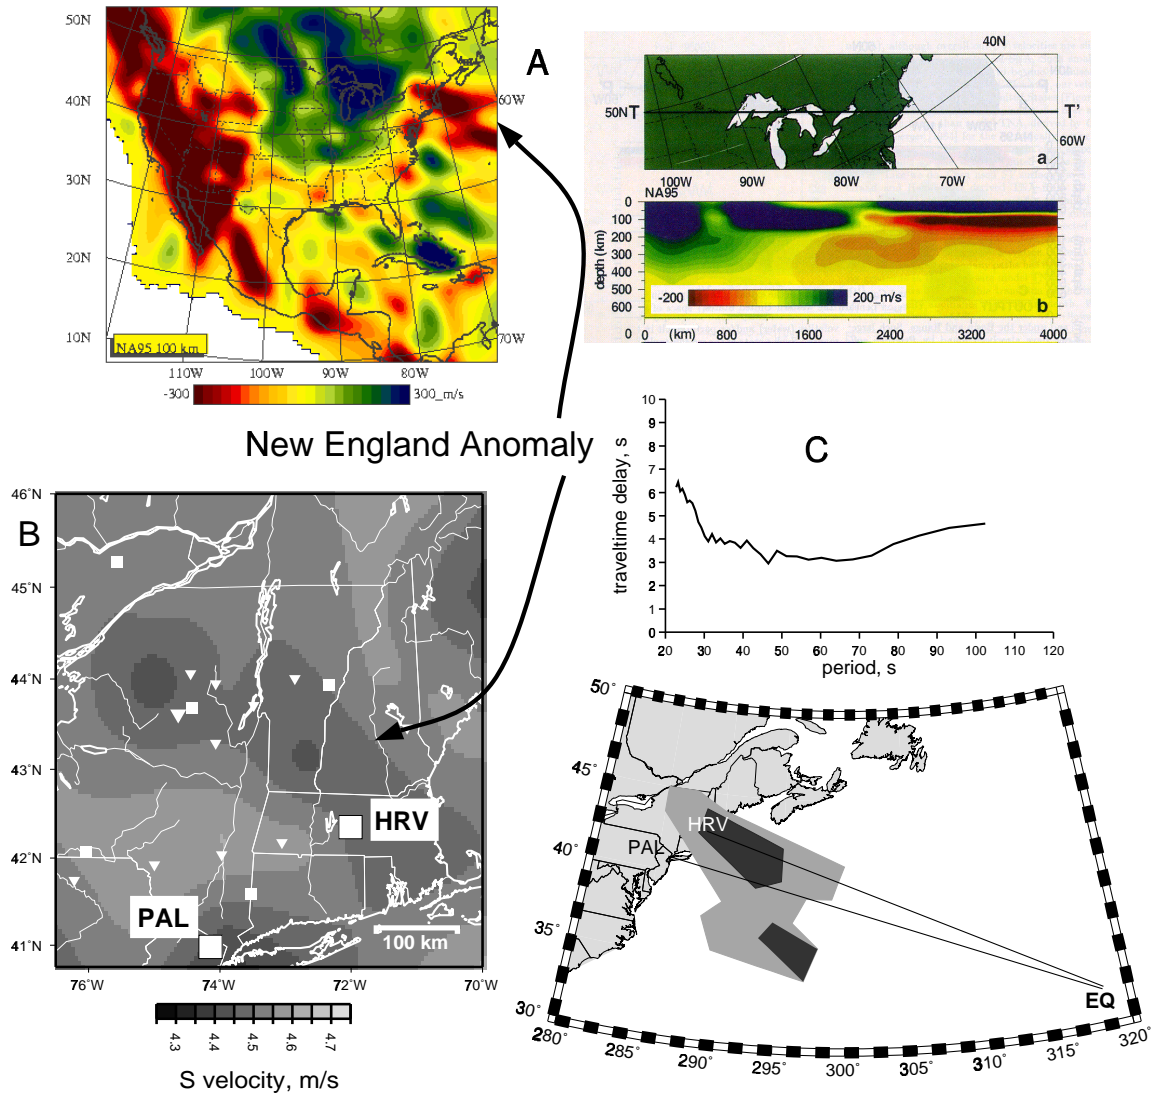 50N
40N
30N
20N
10N
60W
70W
NA95 100 km
110W 100W 90W 80W
-300 300_m/s
A
40N
50N T T'
60W
a
100W 90W 80W 70W
NA95
0
100
200
300
400
500
600
depth (km)
-200 200_m/s
b
0 (km) 800 1600 2400 3200 4000
New England Anomaly
B
46°N
45°N
44°N
43°N
42°N
41°N
HRV
PAL
100 km
76°W 74°W 72°W 70°W
4.3 4.4 4.5 4.6 4.7
S velocity, m/s
C
10
9
8
7
6
5
4
3
2
1
0
traveltime delay, s
20 30 40 50 60 70 80 90 100 110 120
period, s
50°
45°
40°
35°
30°
HRV
PAL
EQ
280° 285° 290° 295° 300° 305° 310° 315° 320°